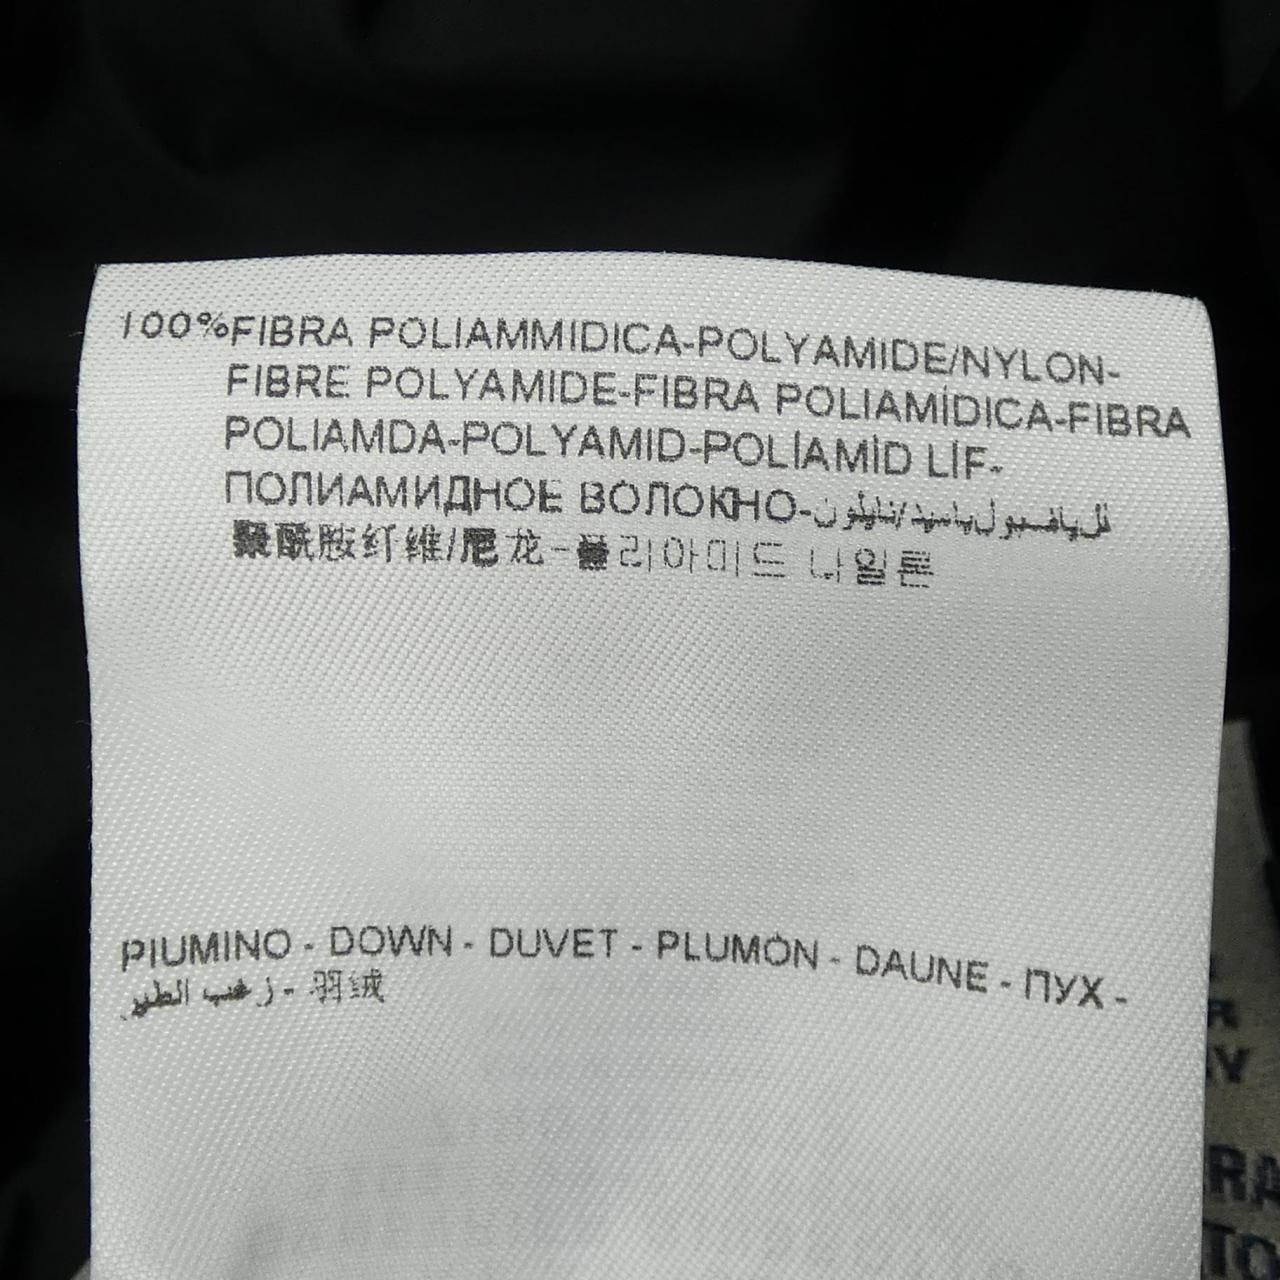 100%FIBRA POLIAMMIDICA-POLYAMIDE/NYLON-
FIBRE POLYAMIDE-FIBRA POLIAMÍDICA-FIBRA
POLIAMDA-POLYAMID-POLİAMİD LİF-
ПОЛИАМИДНОЕ ВОЛОКНО-
聚酰胺纤维/尼龙-폴리아미드 나일론
PIUMINO - DOWN - DUVET - PLUMÓN - DAUNE - ПУХ -
زغب الطير - 羽绒